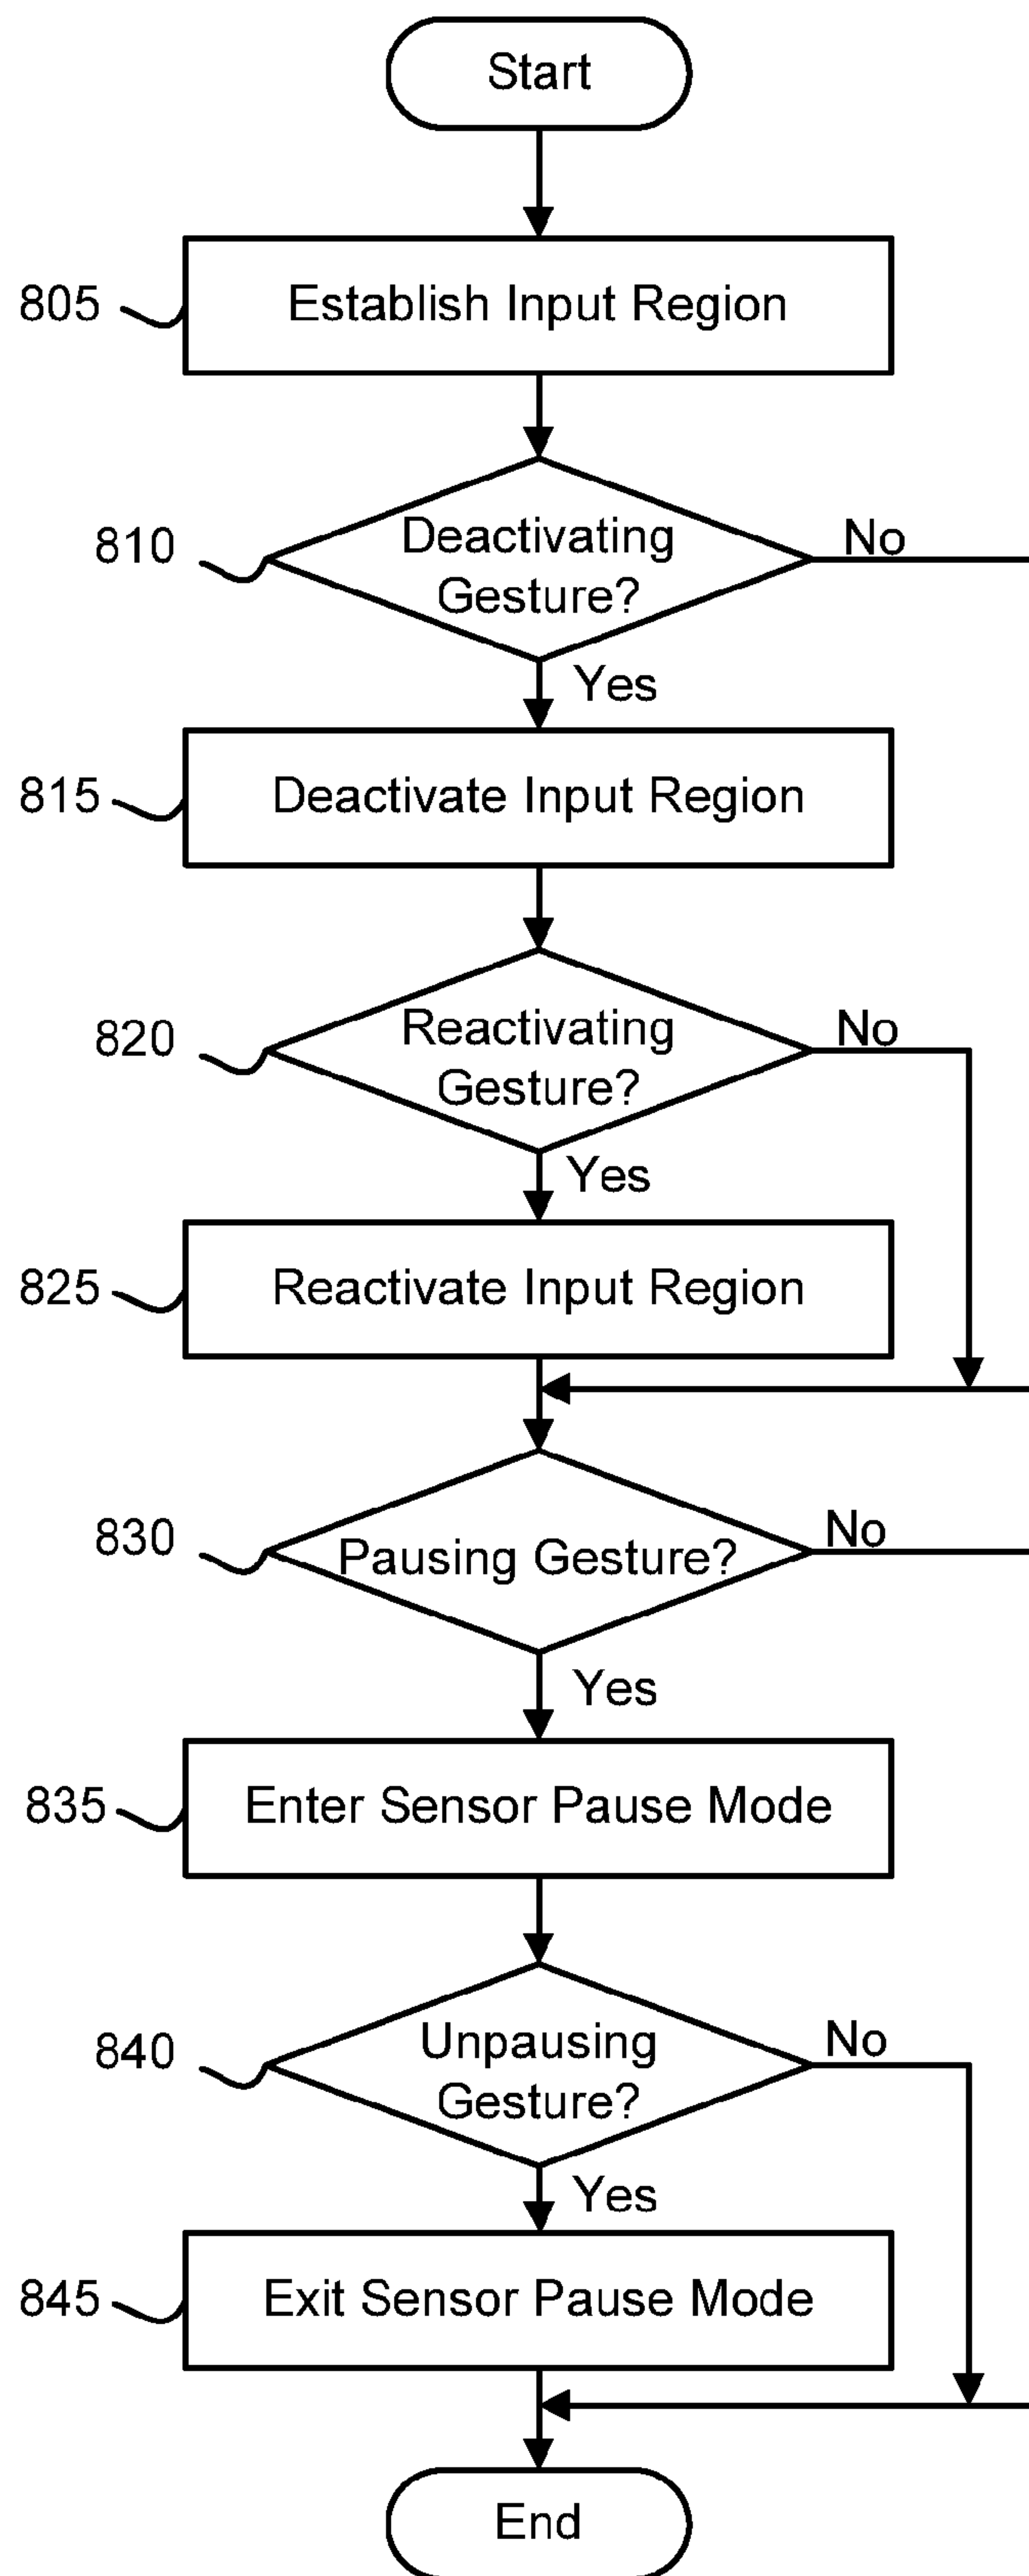 Start
805
Establish Input Region
810
Deactivating
Gesture?
No
Yes
815
Deactivate Input Region
820
Reactivating
Gesture?
No
Yes
825
Reactivate Input Region
830
Pausing Gesture?
No
Yes
835
Enter Sensor Pause Mode
840
Unpausing
Gesture?
No
Yes
845
Exit Sensor Pause Mode
End